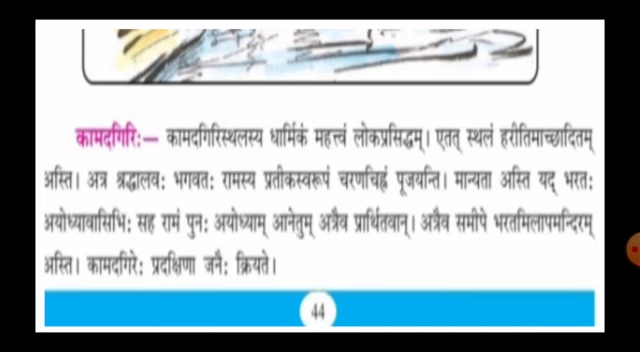 कामदगिरिः— कामदगिरिस्थलस्य धार्मिकं महत्त्वं लोकप्रसिद्धम्। एतत् स्थलं हरीतिमाच्छादितम्
अस्ति। अत्र श्रद्धालवः भगवतः रामस्य प्रतीकस्वरूपं चरणचिह्नं पूजयन्ति। मान्यता अस्ति यद् भरतः
अयोध्यावासिभिः सह रामं पुनः अयोध्याम् आनेतुम् अत्रैव प्रार्थितवान्। अत्रैव समीपे भरतमिलापमन्दिरम्
अस्ति। कामदगिरेः प्रदक्षिणा जनैः क्रियते।
44